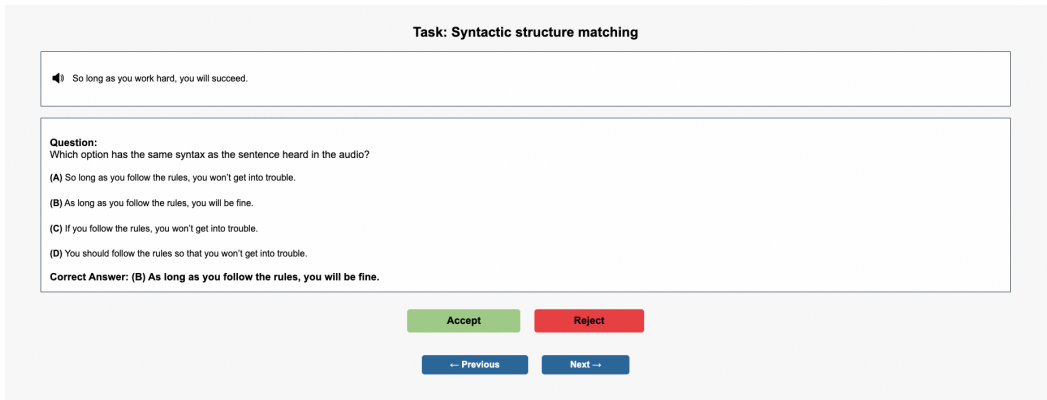 Task: Syntactic structure matching
So long as you work hard, you will succeed.
Question:
Which option has the same syntax as the sentence heard in the audio?
(A) So long as you follow the rules, you won't get into trouble.
(B) As long as you follow the rules, you will be fine.
(C) If you follow the rules, you won't get into trouble.
(D) You should follow the rules so that you won't get into trouble.
Correct Answer: (B) As long as you follow the rules, you will be fine.
Accept Reject
← Previous Next →